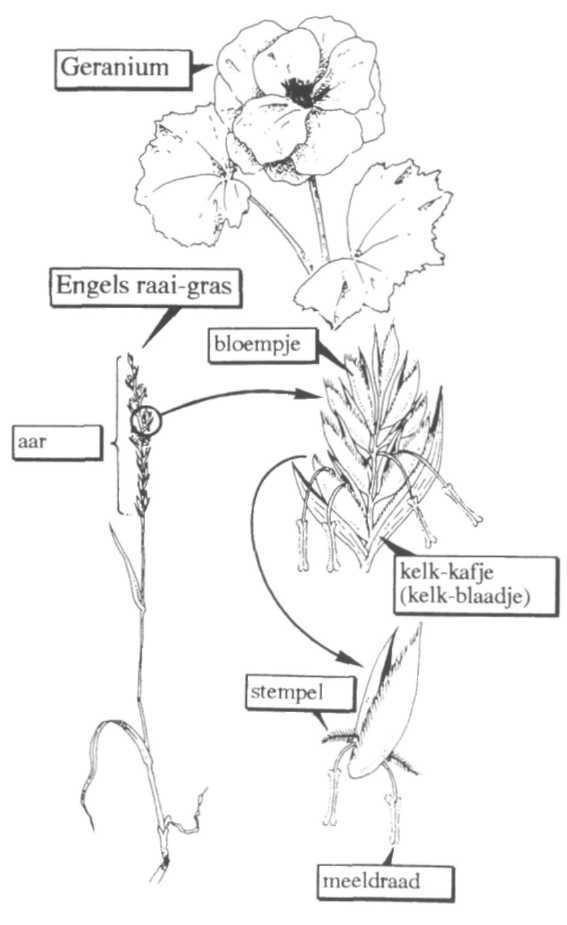 Geranium
Engels raai-gras
bloempje
aar
kelk-kafje
(kelk-blaadje)
stempel
meeldraad